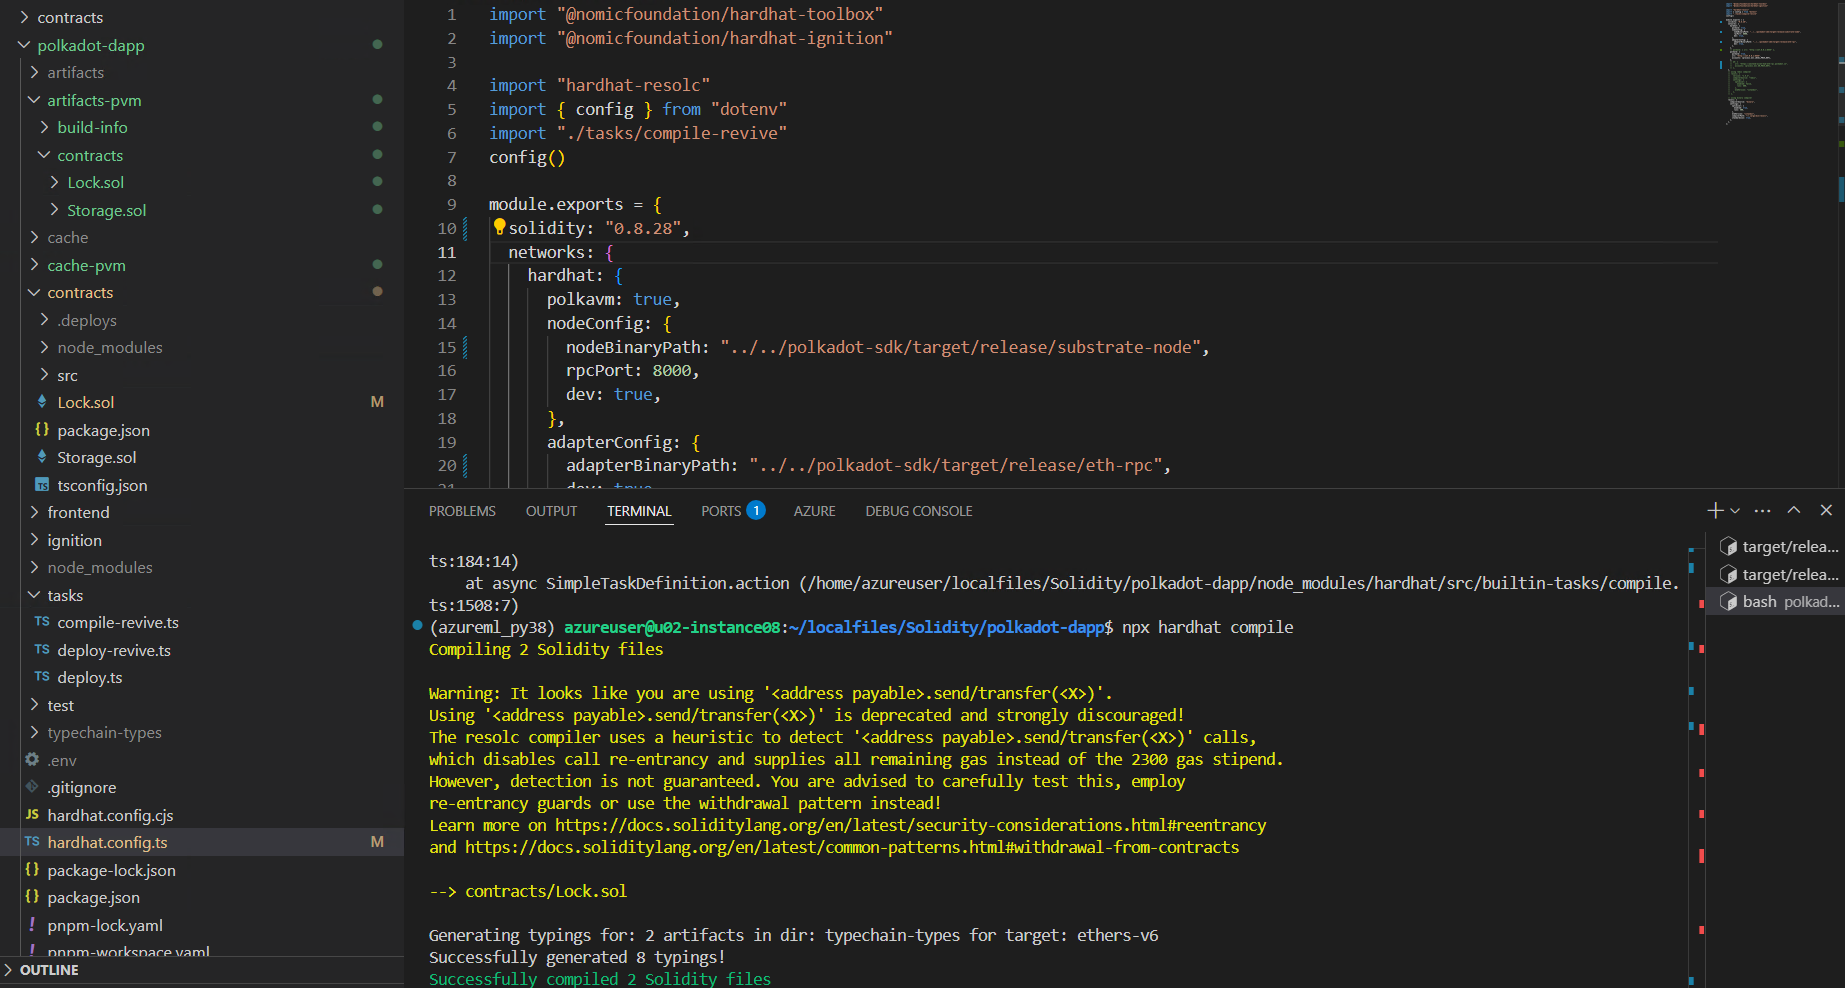 contracts
polkadot-dapp
artifacts
artifacts-pvm
build-info
contracts
Lock.sol
Storage.sol
cache
cache-pvm
contracts
.deploys
node_modules
src
Lock.sol M
{} package.json
Storage.sol
TS tsconfig.json
frontend
ignition
node_modules
tasks
TS compile-revive.ts
TS deploy-revive.ts
TS deploy.ts
test
typechain-types
.env
.gitignore
JS hardhat.config.cjs
TS hardhat.config.ts M
{} package-lock.json
{} package.json
! pnpm-lock.yaml
! pnpm-workspace.yaml
OUTLINE
1 import "@nomicfoundation/hardhat-toolbox"
2 import "@nomicfoundation/hardhat-ignition"
3
4 import "hardhat-resolc"
5 import { config } from "dotenv"
6 import "./tasks/compile-revive"
7 config()
8
9 module.exports = {
10 solidity: "0.8.28",
11 networks: {
12 hardhat: {
13 polkavm: true,
14 nodeConfig: {
15 nodeBinaryPath: "../../polkadot-sdk/target/release/substrate-node",
16 rpcPort: 8000,
17 dev: true,
18 },
19 adapterConfig: {
20 adapterBinaryPath: "../../polkadot-sdk/target/release/eth-rpc",
21 dev: true
PROBLEMS OUTPUT TERMINAL PORTS 1 AZURE DEBUG CONSOLE
ts:184:14)
at async SimpleTaskDefinition.action (/home/azureuser/localfiles/Solidity/polkadot-dapp/node_modules/hardhat/src/builtin-tasks/compile.
ts:1508:7)
(azureml_py38) azureuser@u02-instance08:~/localfiles/Solidity/polkadot-dapp$ npx hardhat compile
Compiling 2 Solidity files
Warning: It looks like you are using '<address payable>.send/transfer(<X>)'.
Using '<address payable>.send/transfer(<X>)' is deprecated and strongly discouraged!
The resolc compiler uses a heuristic to detect '<address payable>.send/transfer(<X>)' calls,
which disables call re-entrancy and supplies all remaining gas instead of the 2300 gas stipend.
However, detection is not guaranteed. You are advised to carefully test this, employ
re-entrancy guards or use the withdrawal pattern instead!
Learn more on https://docs.soliditylang.org/en/latest/security-considerations.html#reentrancy
and https://docs.soliditylang.org/en/latest/common-patterns.html#withdrawal-from-contracts
--> contracts/Lock.sol
Generating typings for: 2 artifacts in dir: typechain-types for target: ethers-v6
Successfully generated 8 typings!
Successfully compiled 2 Solidity files
target/relea...
target/relea...
bash polkad...